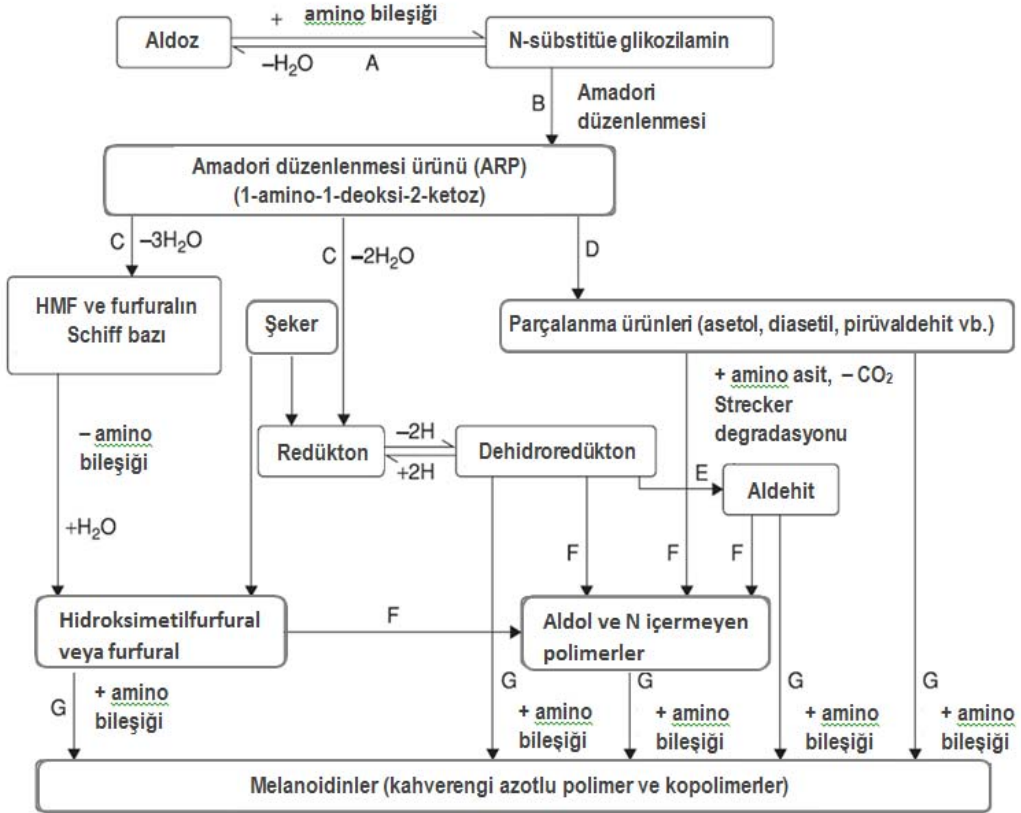 + amino bileşiği
Aldoz
N-sübstitüe glikozilamin
–H₂O
A
B
Amadori
düzenlenmesi
Amadori düzenlenmesi ürünü (ARP)
(1-amino-1-deoksi-2-ketoz)
C
–3H₂O
C
–2H₂O
D
HMF ve furfuralın
Schiff bazı
Şeker
Parçalanma ürünleri (asetol, diasetil, pirüvaldehit vb.)
+ amino asit, – CO₂
Strecker
degradasyonu
– amino
bileşiği
Redükton
–2H
+2H
Dehidroredükton
E
Aldehit
+H₂O
F
F
F
Hidroksimetilfurfural
veya furfural
F
Aldol ve N içermeyen
polimerler
G
+ amino
bileşiği
G
+ amino
bileşiği
G
+ amino
bileşiği
G
+ amino
bileşiği
G
+ amino
bileşiği
Melanoidinler (kahverengi azotlu polimer ve kopolimerler)